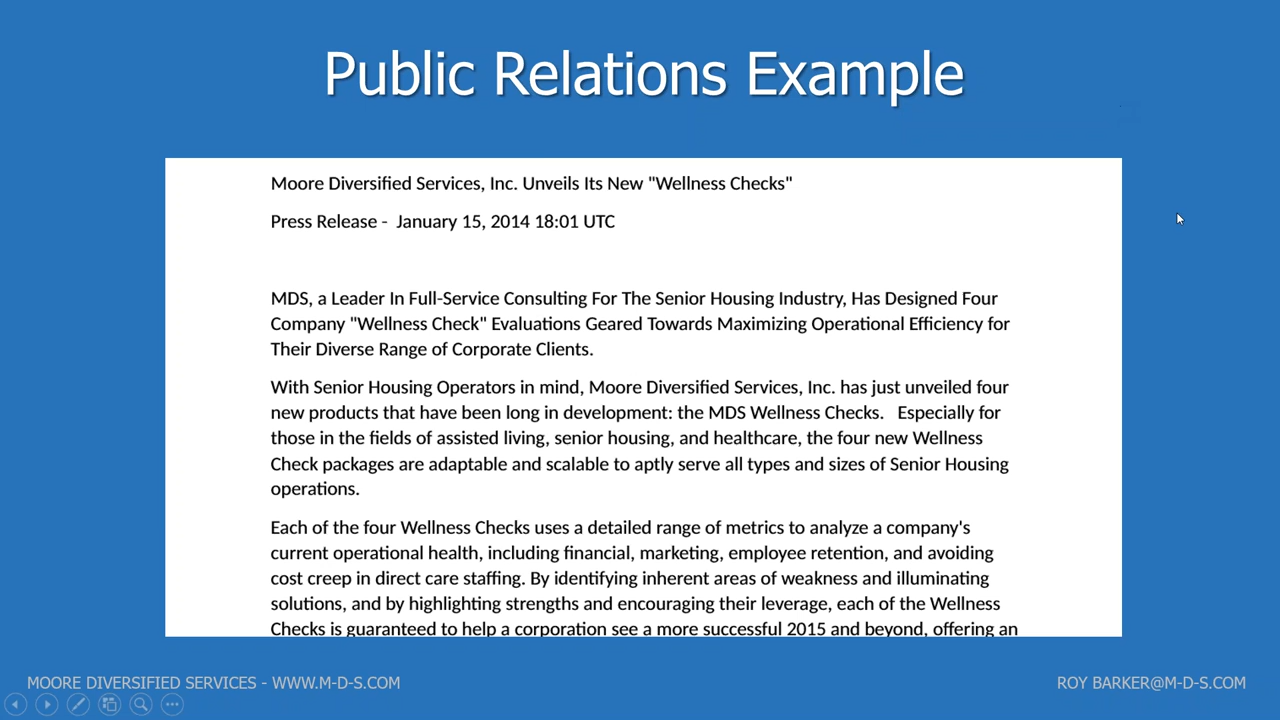 Public Relations Example
Moore Diversified Services, Inc. Unveils Its New "Wellness Checks"
Press Release -  January 15, 2014 18:01 UTC
MDS, a Leader In Full-Service Consulting For The Senior Housing Industry, Has Designed Four
Company "Wellness Check" Evaluations Geared Towards Maximizing Operational Efficiency for
Their Diverse Range of Corporate Clients.
With Senior Housing Operators in mind, Moore Diversified Services, Inc. has just unveiled four
new products that have been long in development: the MDS Wellness Checks.   Especially for
those in the fields of assisted living, senior housing, and healthcare, the four new Wellness
Check packages are adaptable and scalable to aptly serve all types and sizes of Senior Housing
operations.
Each of the four Wellness Checks uses a detailed range of metrics to analyze a company's
current operational health, including financial, marketing, employee retention, and avoiding
cost creep in direct care staffing. By identifying inherent areas of weakness and illuminating
solutions, and by highlighting strengths and encouraging their leverage, each of the Wellness
Checks is guaranteed to help a corporation see a more successful 2015 and beyond, offering an
MOORE DIVERSIFIED SERVICES - WWW.M-D-S.COM
ROY BARKER@M-D-S.COM